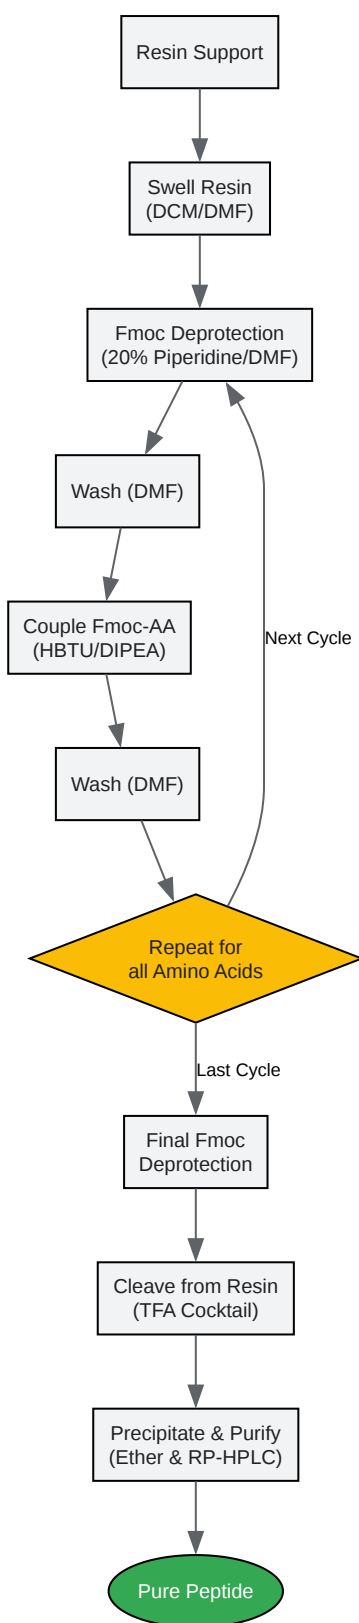 Resin Support
Swell Resin
(DCM/DMF)
Fmoc Deprotection
(20% Piperidine/DMF)
Wash (DMF)
Couple Fmoc-AA
(HBTU/DIPEA)
Next Cycle
Wash (DMF)
Repeat for
all Amino Acids
Last Cycle
Final Fmoc
Deprotection
Cleave from Resin
(TFA Cocktail)
Precipitate & Purify
(Ether & RP-HPLC)
Pure Peptide